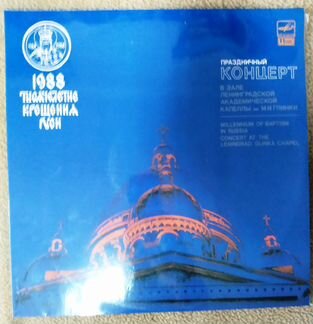 1988
ТЫСЯЧЕЛЕТИЕ
КРЕЩЕНИЯ
РУСИ
ПРАЗДНИЧНЫЙ
КОНЦЕРТ
В ЗАЛЕ
ЛЕНИНГРАДСКОЙ
АКАДЕМИЧЕСКОЙ
КАПЕЛЛЫ им. М.И.ГЛИНКИ
MILLENNIUM OF BAPTISM
IN RUSSIA
CONCERT AT THE
LENINGRAD GLINKA CHAPEL